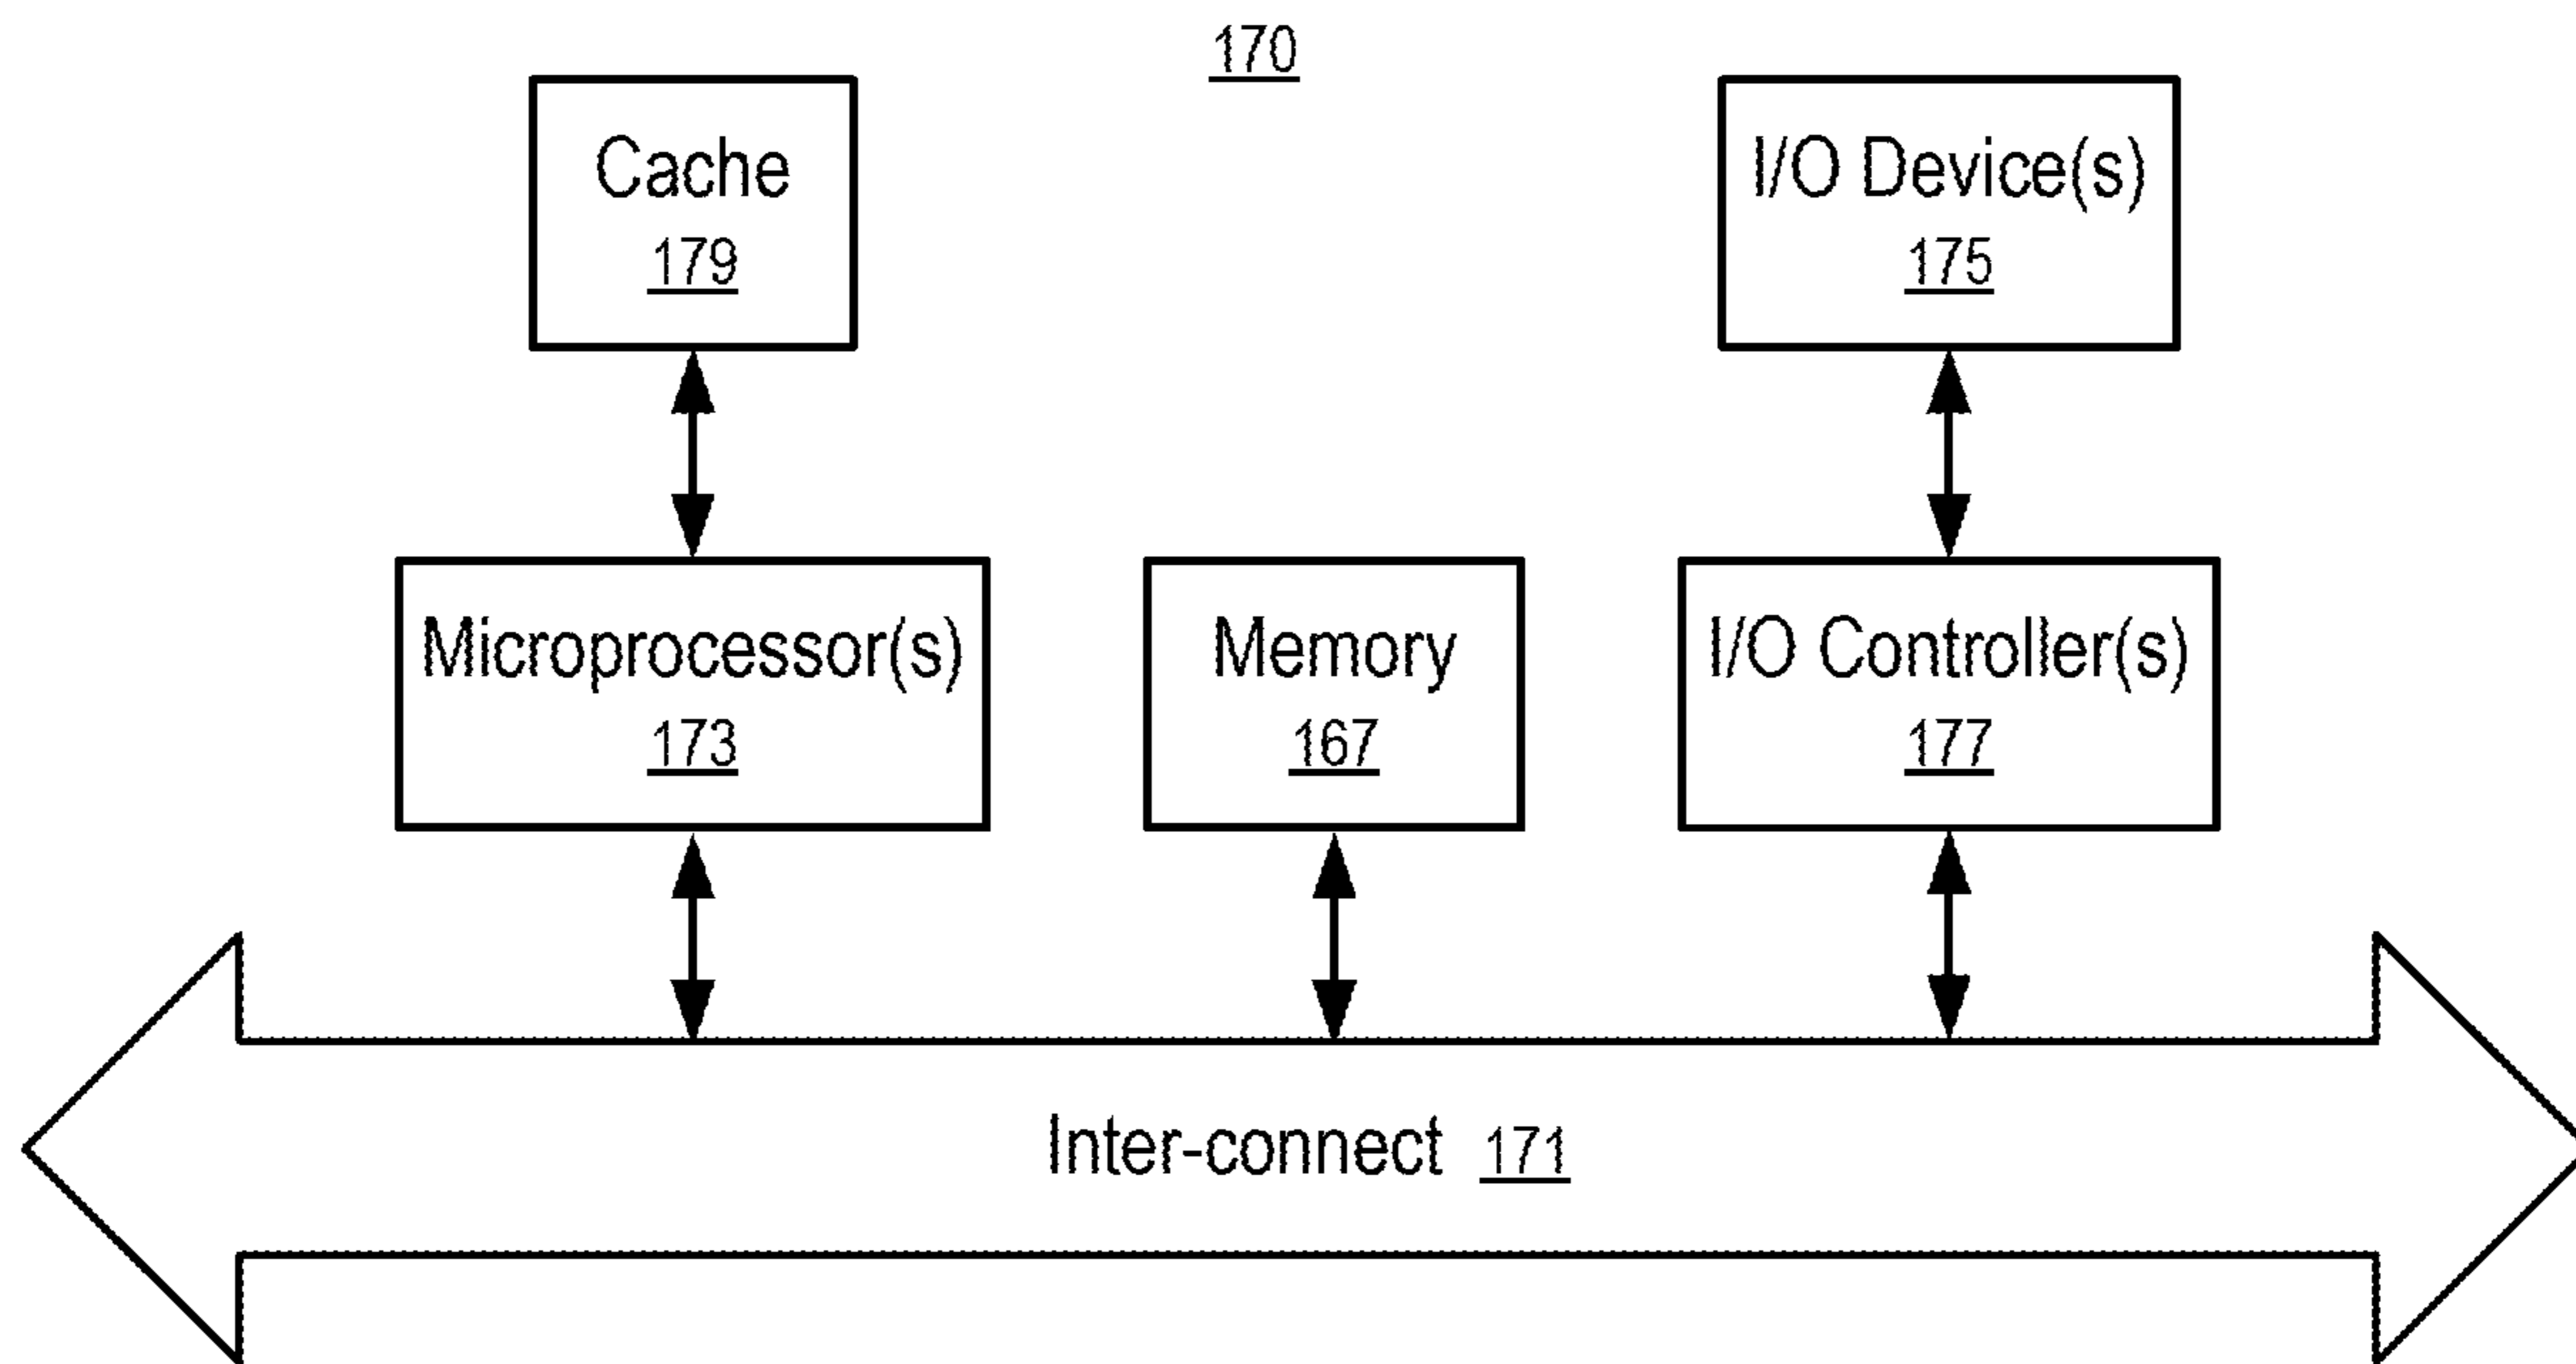 170
Cache
179
I/O Device(s)
175
Microprocessor(s)
173
Memory
167
I/O Controller(s)
177
Inter-connect 171